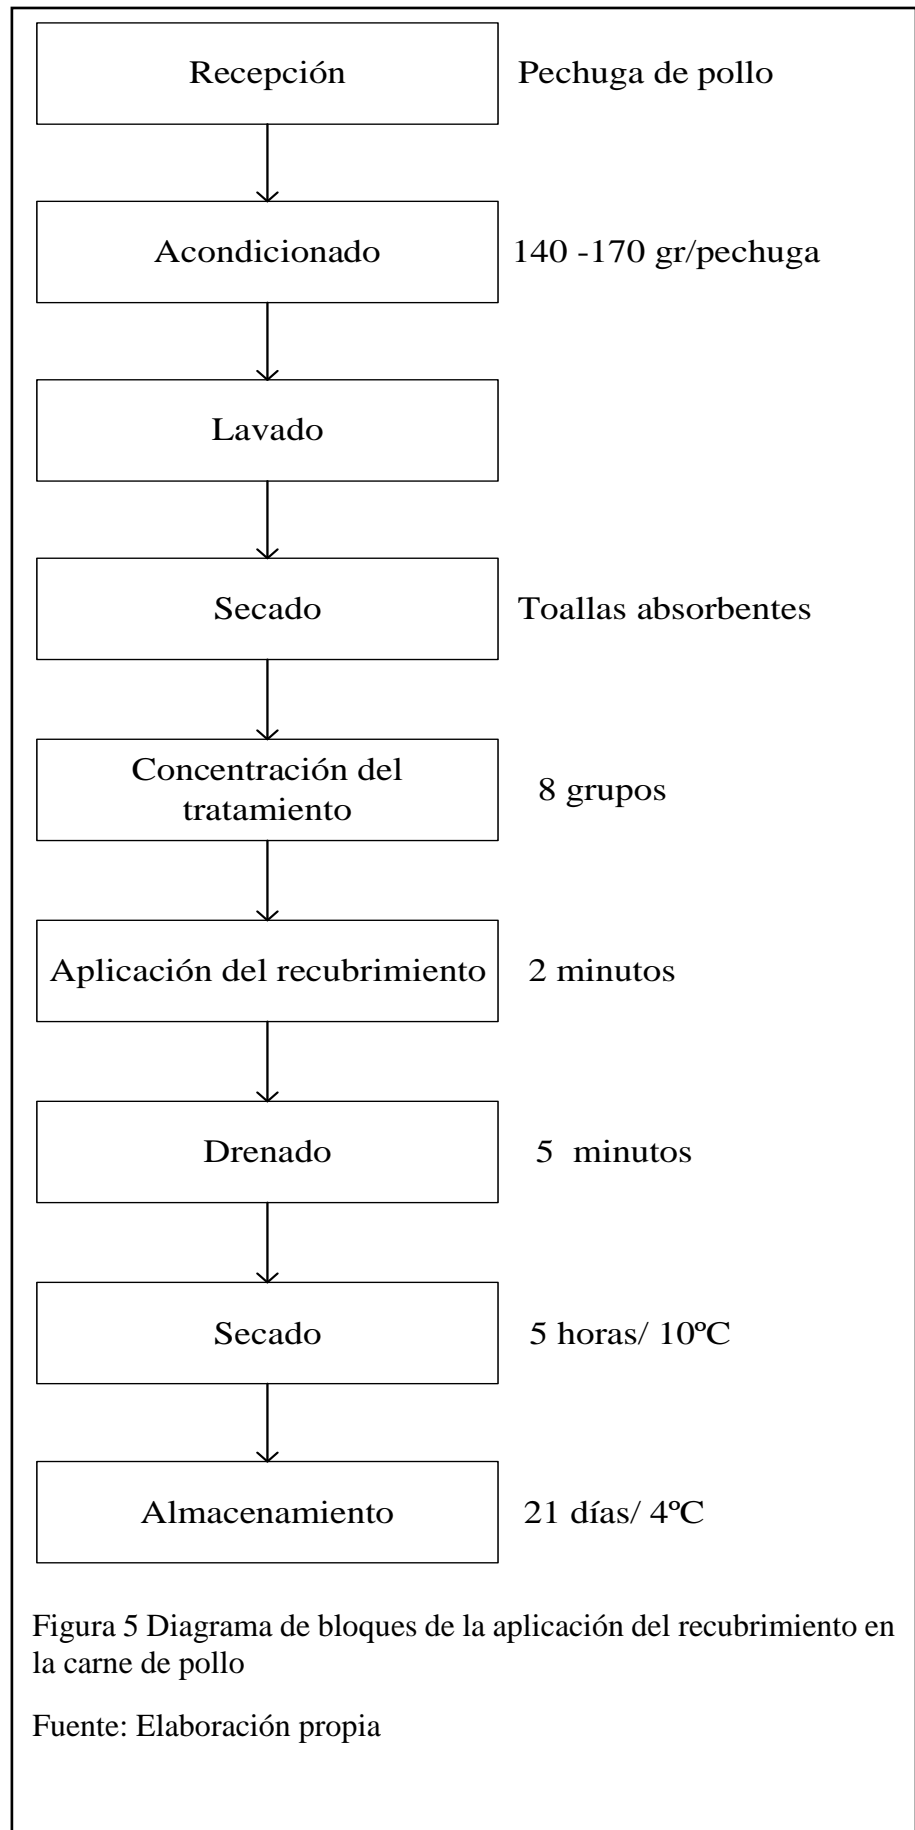 Recepción
Pechuga de pollo
Acondicionado
140 -170 gr/pechuga
Lavado
Secado
Toallas absorbentes
Concentración del
tratamiento
8 grupos
Aplicación del recubrimiento
2 minutos
Drenado
5 minutos
Secado
5 horas/ 10ºC
Almacenamiento
21 días/ 4ºC
Figura 5 Diagrama de bloques de la aplicación del recubrimiento en
la carne de pollo
Fuente: Elaboración propia